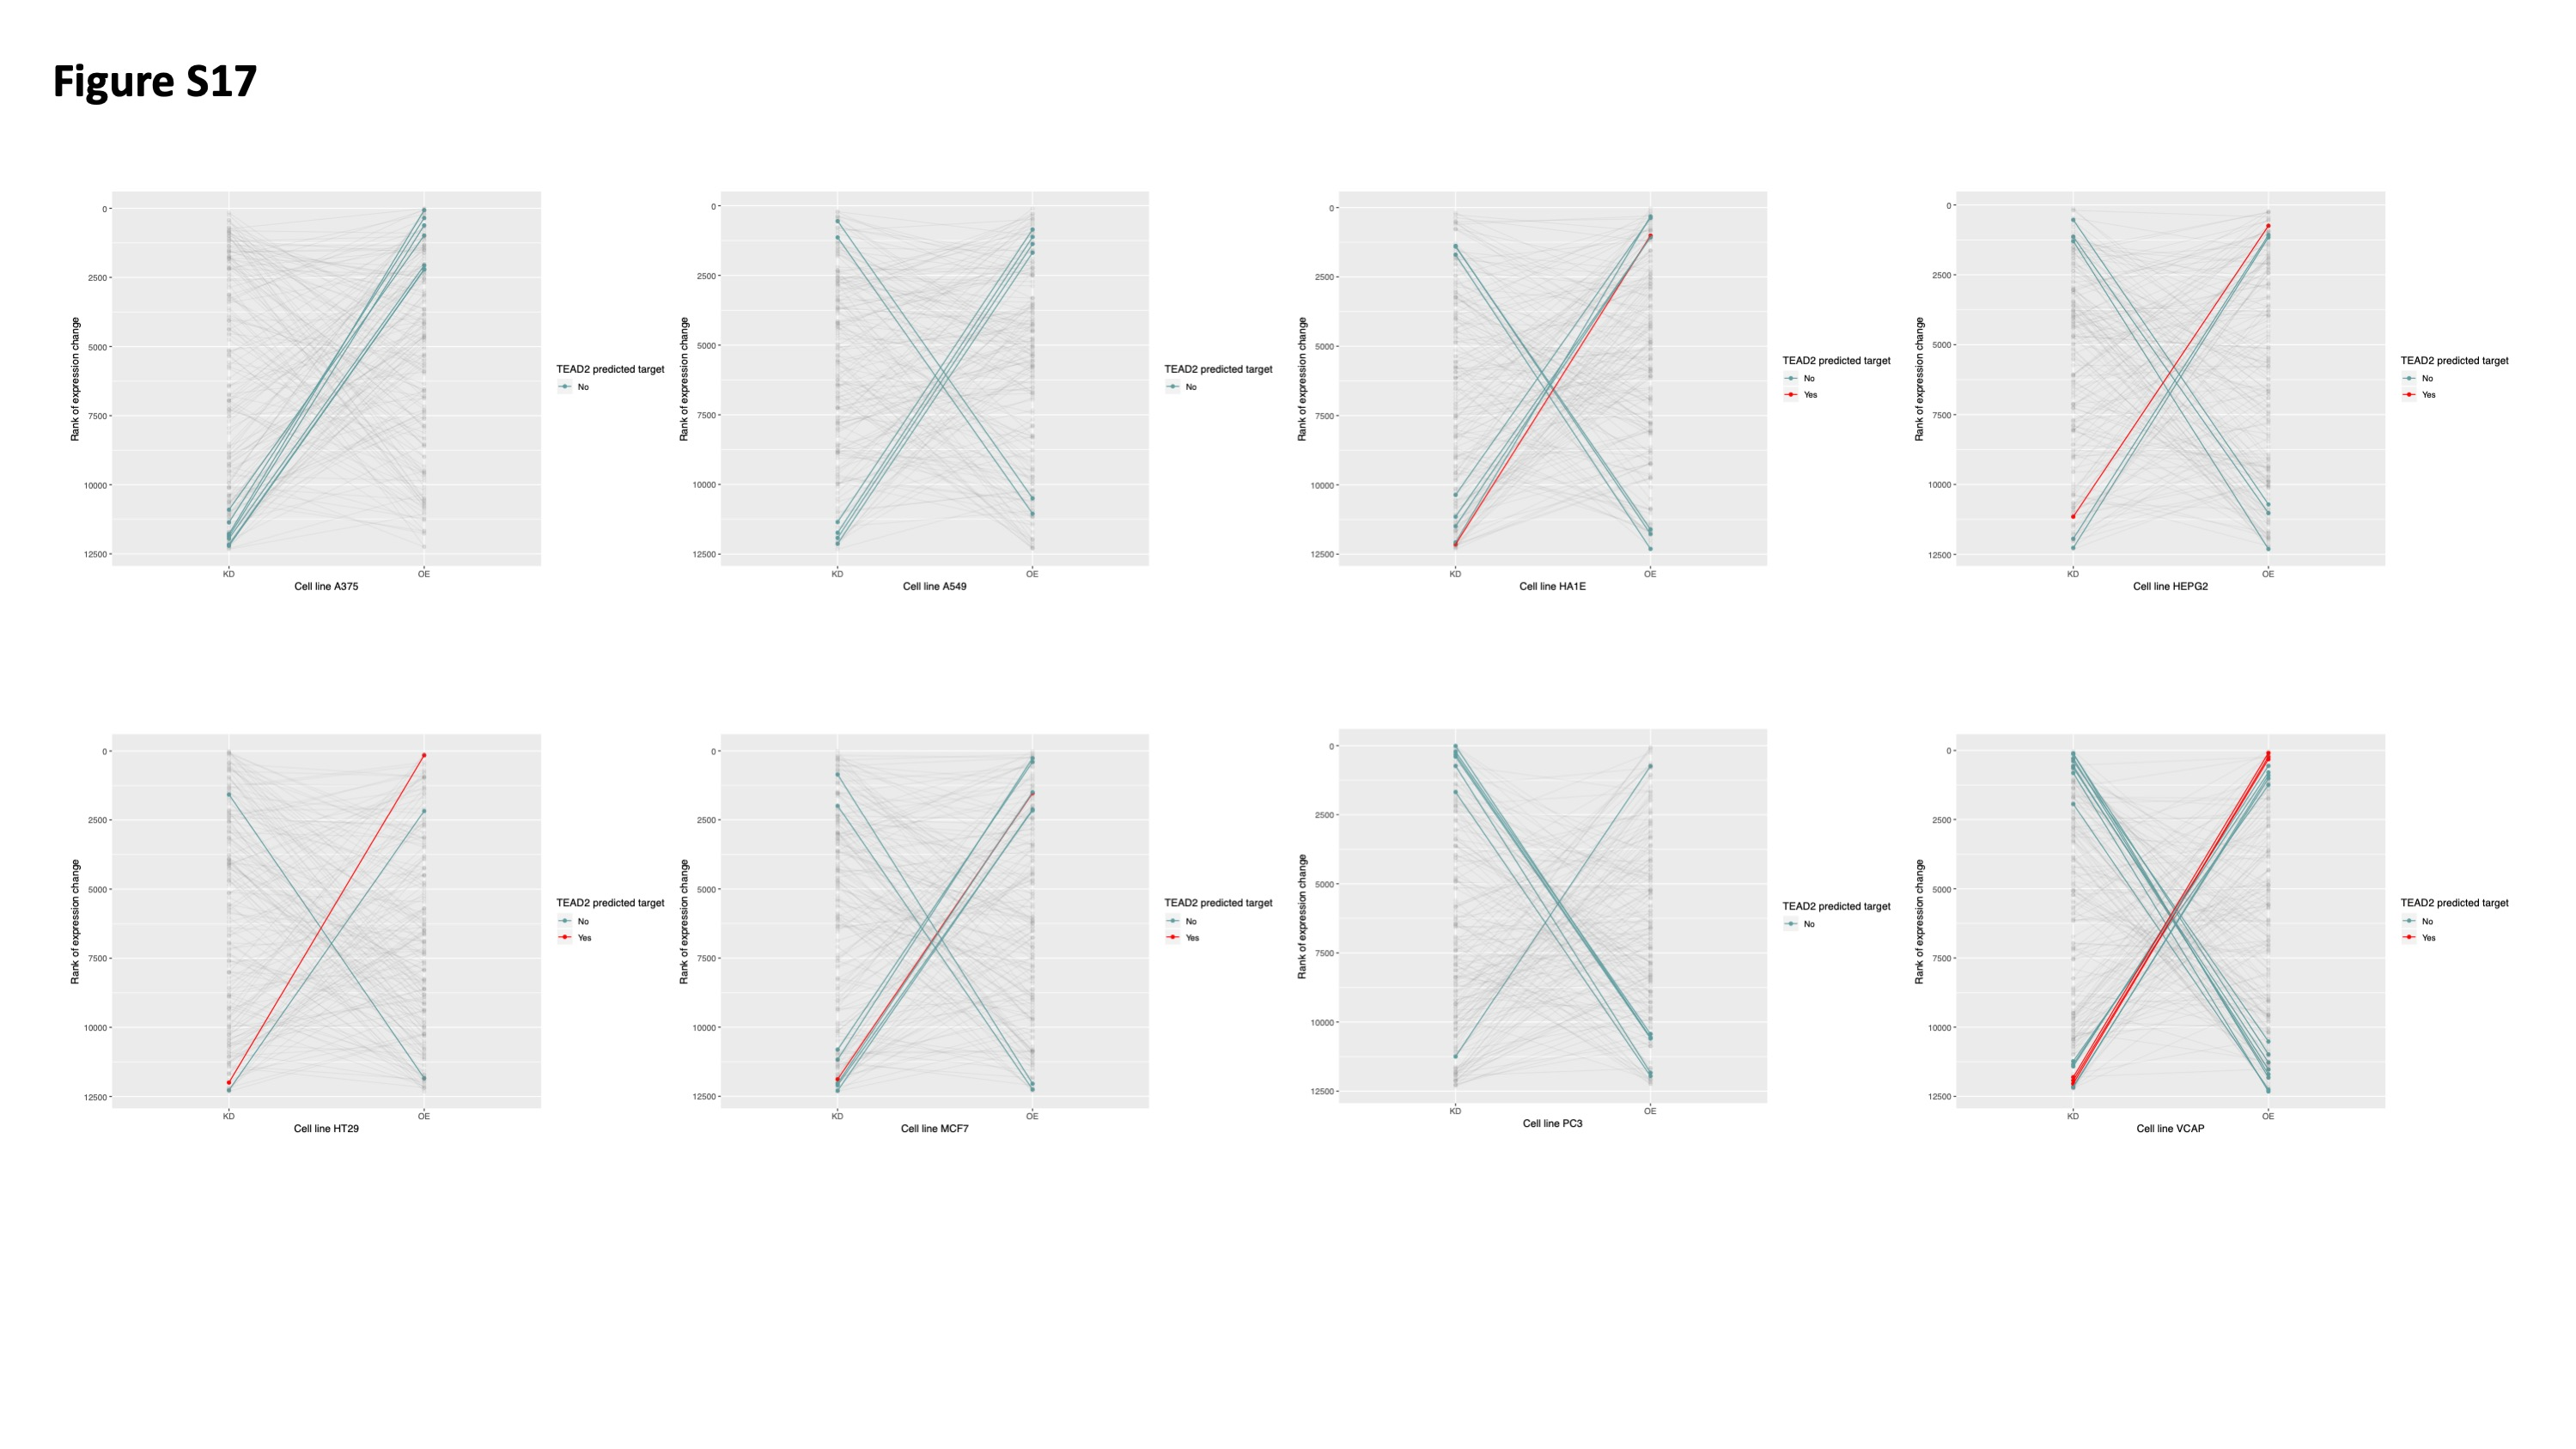 Figure S17
Rank of expression change
0
2500
5000
7500
10000
12500
KD
OE
Cell line A375
TEAD2 predicted target
No
Rank of expression change
0
2500
5000
7500
10000
12500
KD
OE
Cell line A549
TEAD2 predicted target
No
Rank of expression change
0
2500
5000
7500
10000
12500
KD
OE
Cell line HA1E
TEAD2 predicted target
No
Yes
Rank of expression change
0
2500
5000
7500
10000
12500
KD
OE
Cell line HEPG2
TEAD2 predicted target
No
Yes
Rank of expression change
0
2500
5000
7500
10000
12500
KD
OE
Cell line HT29
TEAD2 predicted target
No
Yes
Rank of expression change
0
2500
5000
7500
10000
12500
KD
OE
Cell line MCF7
TEAD2 predicted target
No
Yes
Rank of expression change
0
2500
5000
7500
10000
12500
KD
OE
Cell line PC3
TEAD2 predicted target
No
Rank of expression change
0
2500
5000
7500
10000
12500
KD
OE
Cell line VCAP
TEAD2 predicted target
No
Yes